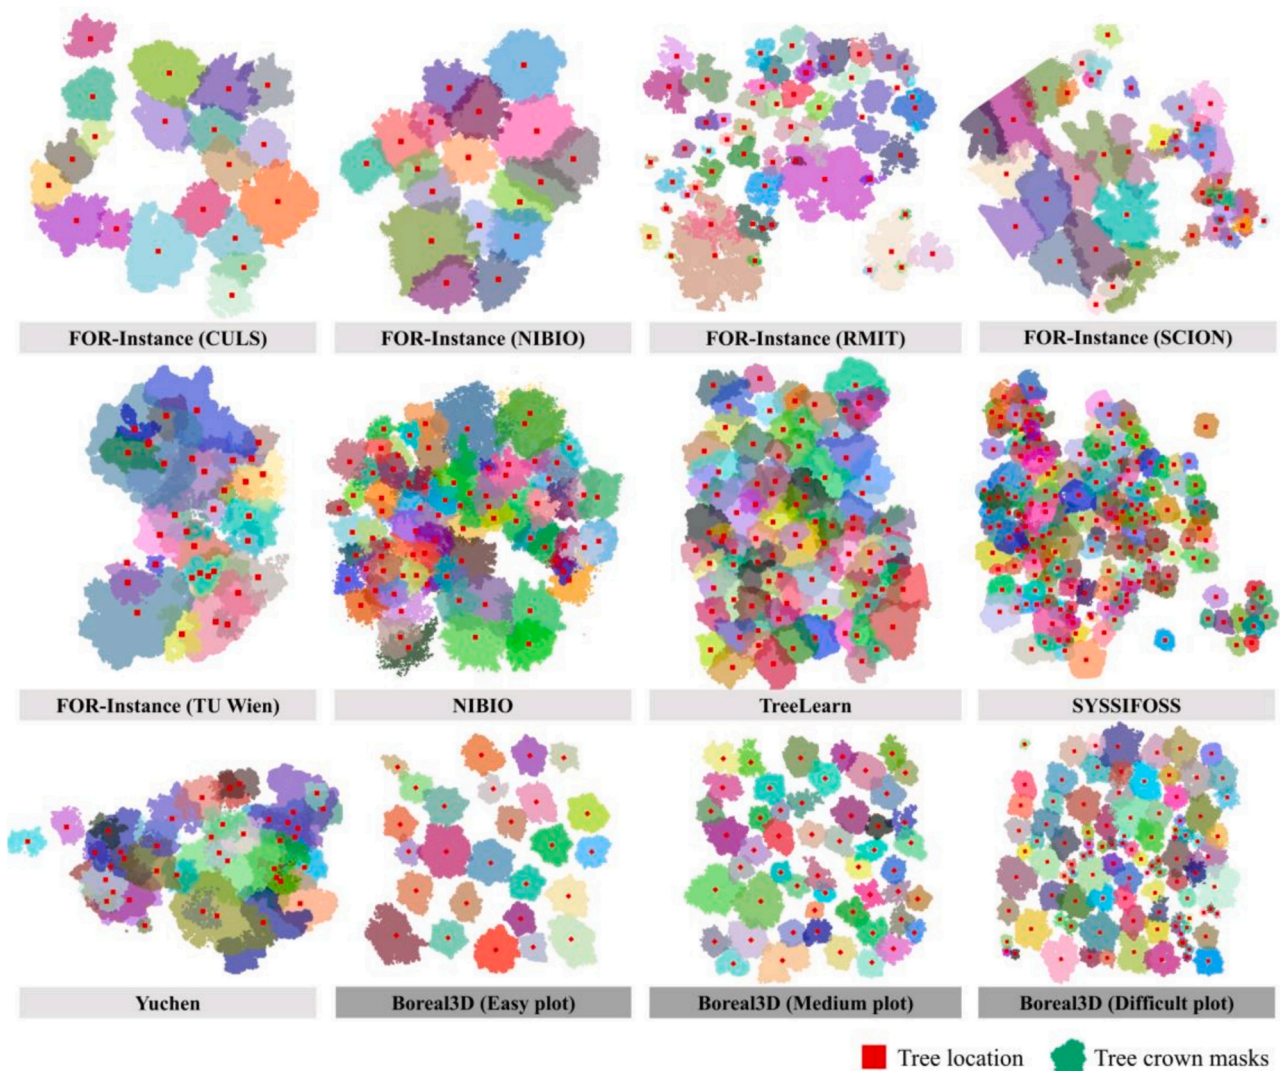 FOR-Instance (CULS)
FOR-Instance (NIBIO)
FOR-Instance (RMIT)
FOR-Instance (SCION)
FOR-Instance (TU Wien)
NIBIO
TreeLearn
SYSSIFOSS
Yuchen
Boreal3D (Easy plot)
Boreal3D (Medium plot)
Boreal3D (Difficult plot)
Tree location
Tree crown masks